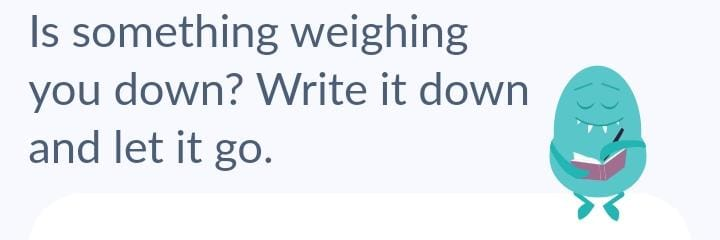 Is something weighing
you down? Write it down
and let it go.